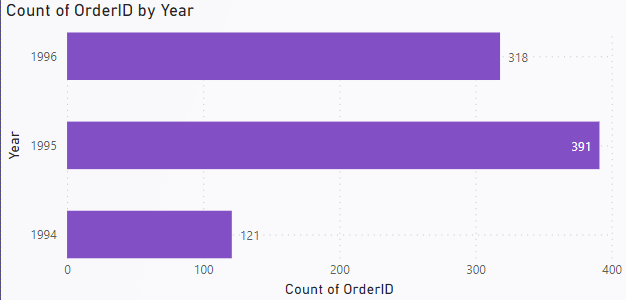 Count of OrderID by Year
1996
318
Year
1995
391
1994
121
0 100 200 300 400
Count of OrderID